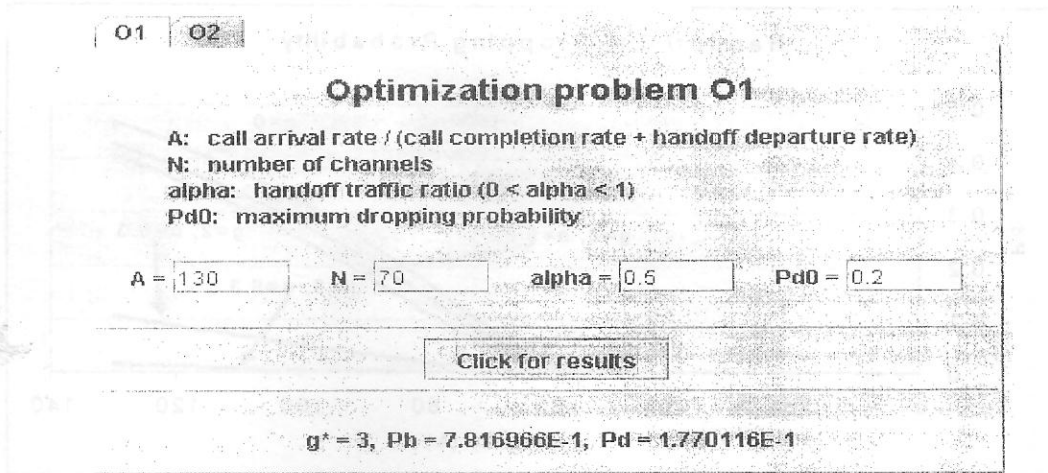 O1 O2
Optimization problem O1
A: call arrival rate / (call completion rate + handoff departure rate)
N: number of channels
alpha: handoff traffic ratio (0 < alpha < 1)
Pd0: maximum dropping probability
A = 130 N = 70 alpha = 0.5 Pd0 = 0.2
Click for results
140 120
g* = 3, Pb = 7.816966E-1, Pd = 1.770116E-1